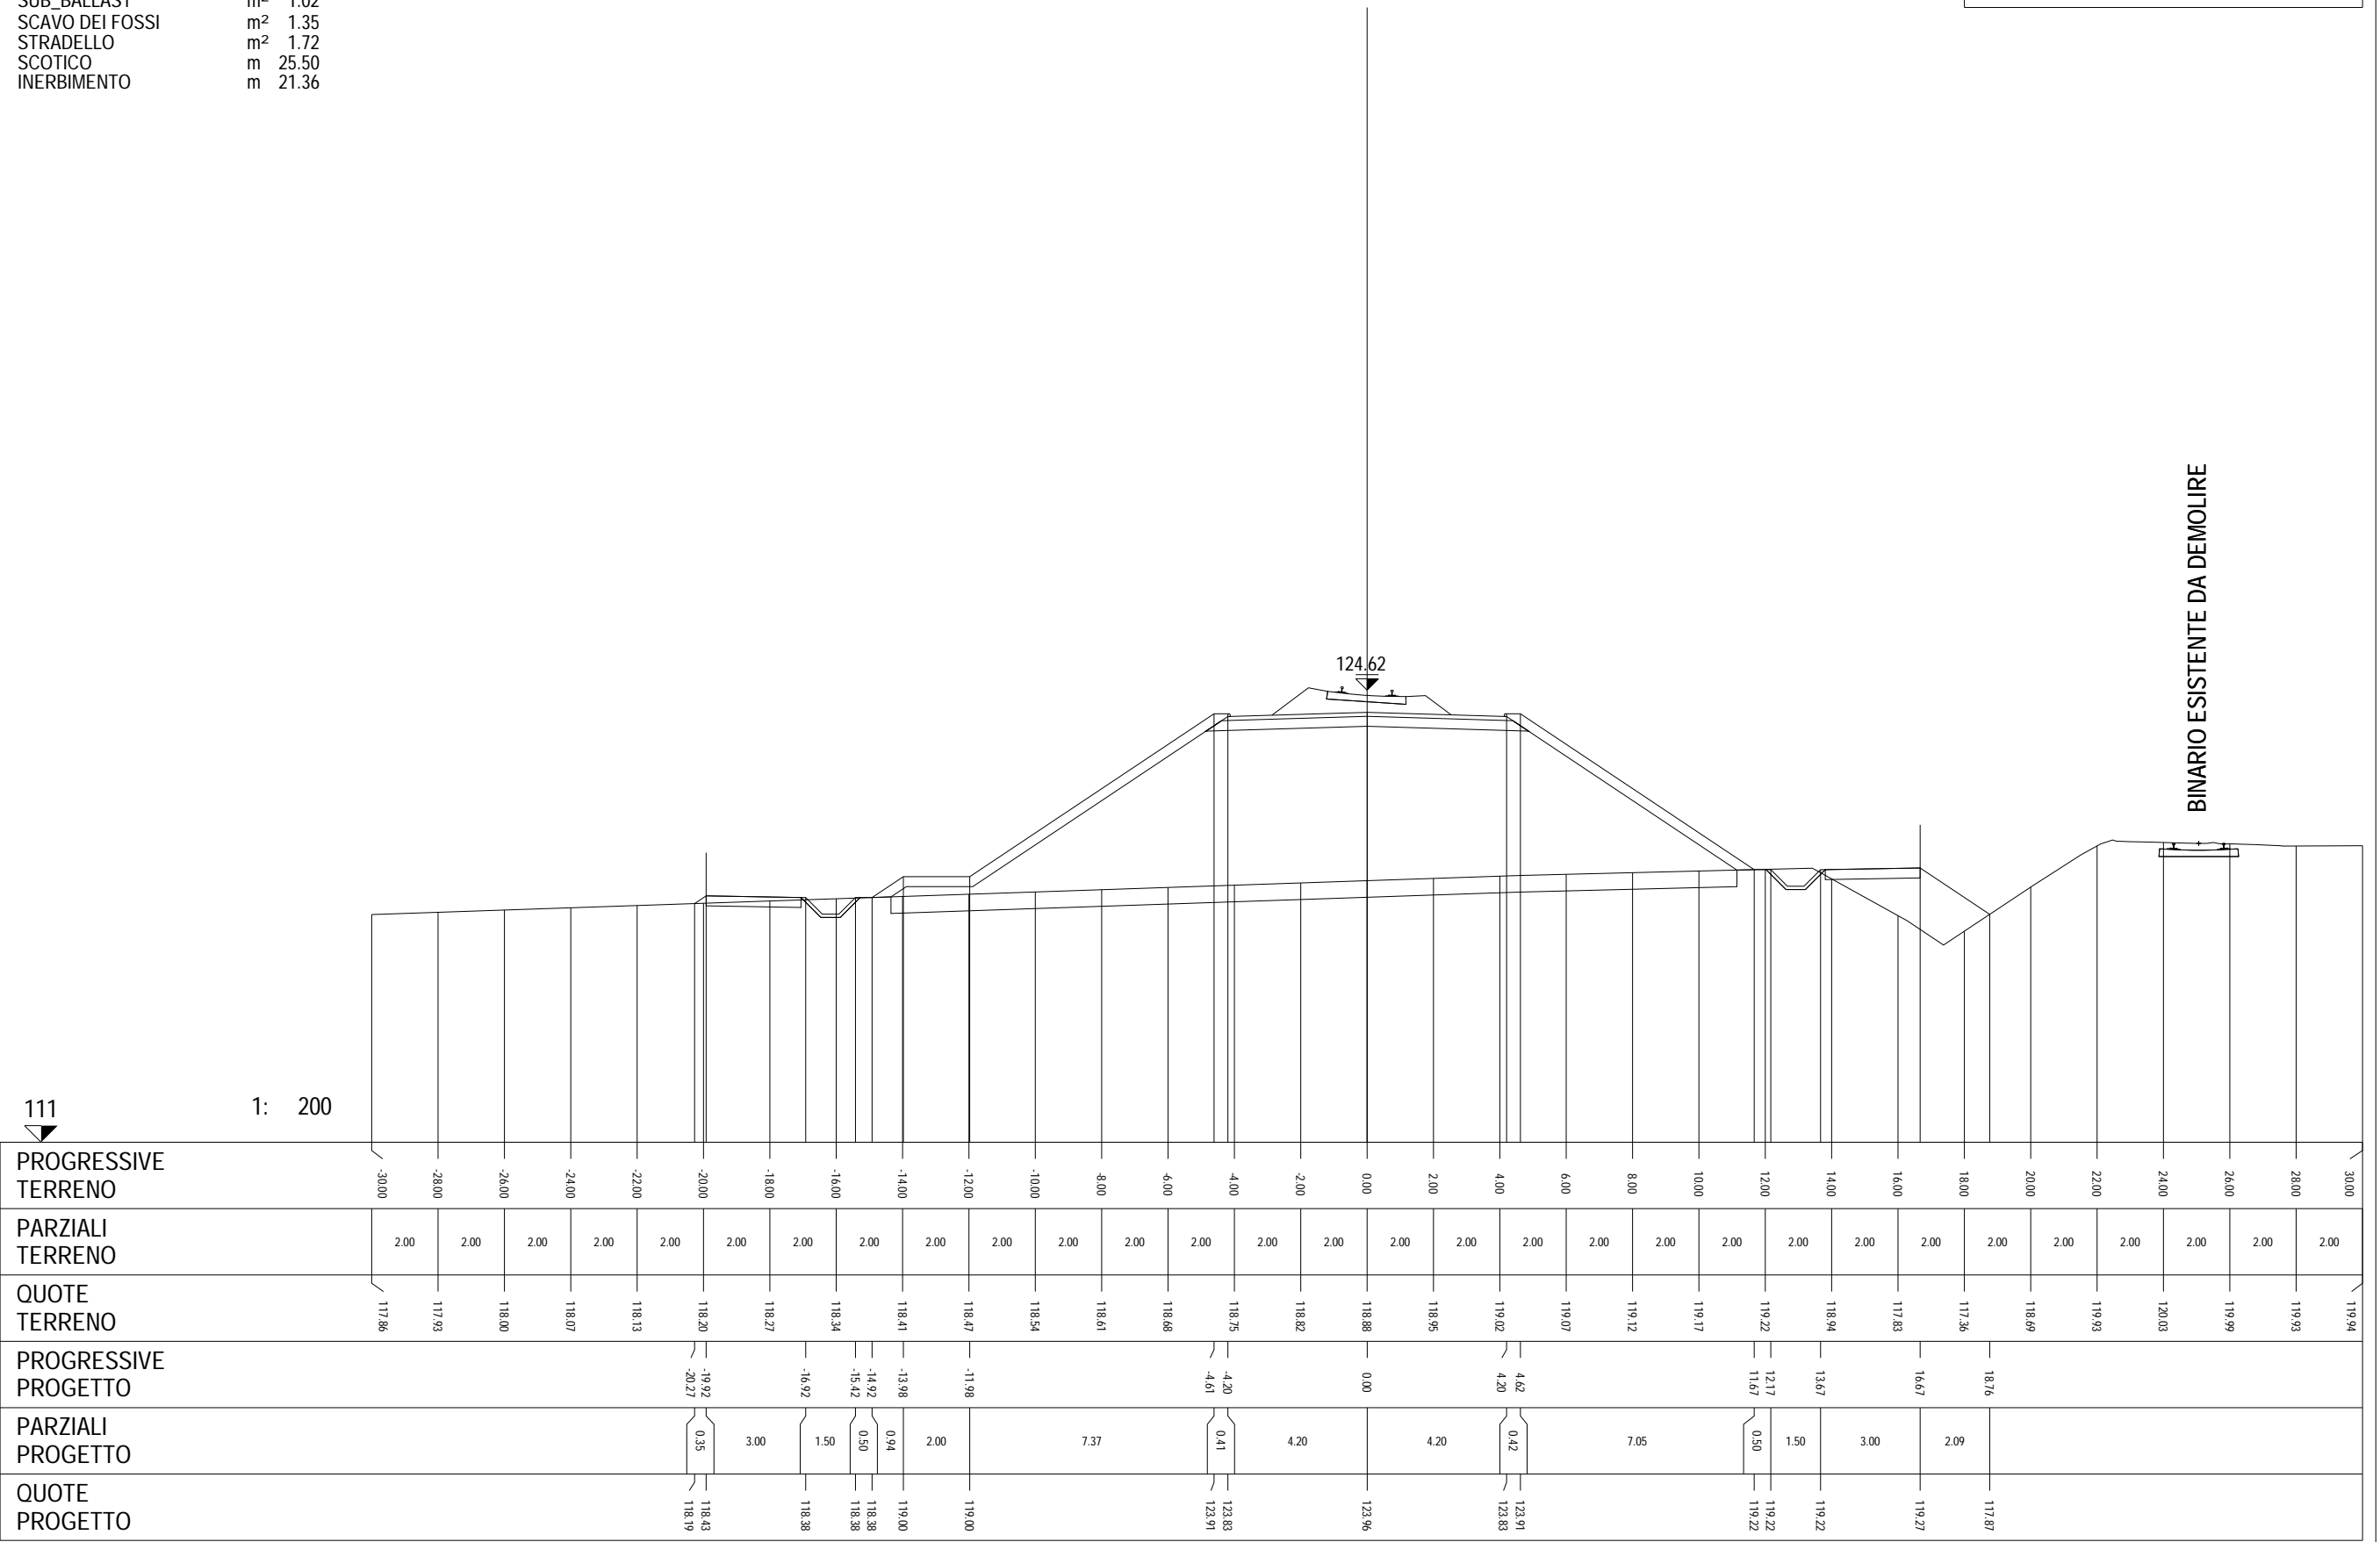 SUB_BALLAST m² 1.02
SCAVO DEI FOSSI m² 1.35
STRADELLO m² 1.72
SCOTICO m 25.50
INERBIMENTO m 21.36
BINARIO ESISTENTE DA DEMOLIRE
124.62
111 1: 200
PROGRESSIVE
TERRENO
-30.00 -28.00 -26.00 -24.00 -22.00 -20.00 -18.00 -16.00 -14.00 -12.00 -10.00 -8.00 -6.00 -4.00 -2.00 0.00 2.00 4.00 6.00 8.00 10.00 12.00 14.00 16.00 18.00 20.00 22.00 24.00 26.00 28.00 30.00
PARZIALI
TERRENO
2.00 2.00 2.00 2.00 2.00 2.00 2.00 2.00 2.00 2.00 2.00 2.00 2.00 2.00 2.00 2.00 2.00 2.00 2.00 2.00 2.00 2.00 2.00 2.00 2.00 2.00 2.00 2.00 2.00 2.00
QUOTE
TERRENO
117.86 117.93 118.00 118.07 118.13 118.20 118.27 118.34 118.41 118.47 118.54 118.61 118.68 118.75 118.82 118.88 118.95 119.02 119.07 119.12 119.17 119.22 118.94 117.83 117.36 118.69 119.93 120.03 119.99 119.93 119.94
PROGRESSIVE
PROGETTO
-20.27 -19.92 -16.92 -15.42 -14.92 -13.98 -11.98 -4.61 -4.20 0.00 4.20 4.62 11.67 12.17 13.67 16.67 18.76
PARZIALI
PROGETTO
0.35 3.00 1.50 0.50 0.94 2.00 7.37 0.41 4.20 4.20 0.42 7.05 0.50 1.50 3.00 2.09
QUOTE
PROGETTO
118.19 118.43 118.38 118.38 118.38 119.00 119.00 123.91 123.83 123.96 123.83 123.91 119.22 119.22 119.22 119.27 117.87